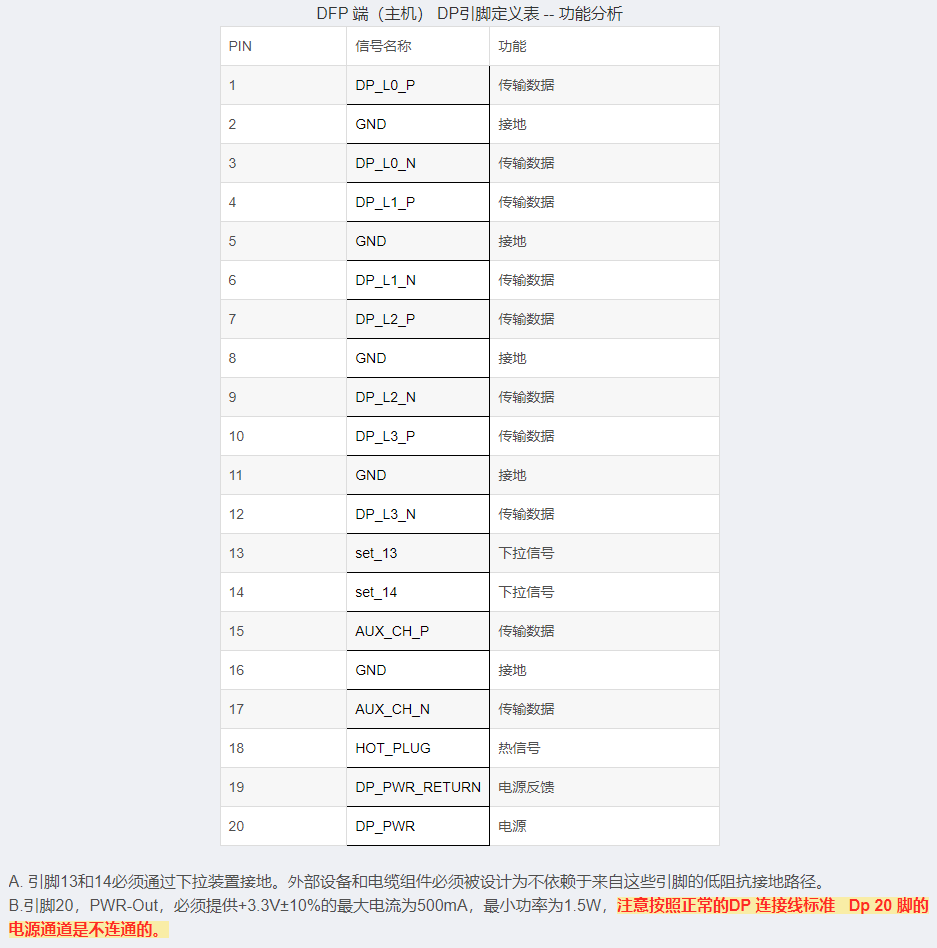 DFP 端（主机） DP引脚定义表 -- 功能分析
PIN 信号名称 功能
1 DP_L0_P 传输数据
2 GND 接地
3 DP_L0_N 传输数据
4 DP_L1_P 传输数据
5 GND 接地
6 DP_L1_N 传输数据
7 DP_L2_P 传输数据
8 GND 接地
9 DP_L2_N 传输数据
10 DP_L3_P 传输数据
11 GND 接地
12 DP_L3_N 传输数据
13 set_13 下拉信号
14 set_14 下拉信号
15 AUX_CH_P 传输数据
16 GND 接地
17 AUX_CH_N 传输数据
18 HOT_PLUG 热信号
19 DP_PWR_RETURN 电源反馈
20 DP_PWR 电源
A. 引脚13和14必须通过下拉装置接地。外部设备和电缆组件必须被设计为不依赖于来自这些引脚的低阻抗接地路径。
B.引脚20，PWR-Out，必须提供+3.3V±10%的最大电流为500mA，最小功率为1.5W，注意按照正常的DP 连接线标准 Dp 20 脚的
电源通道是不连通的。